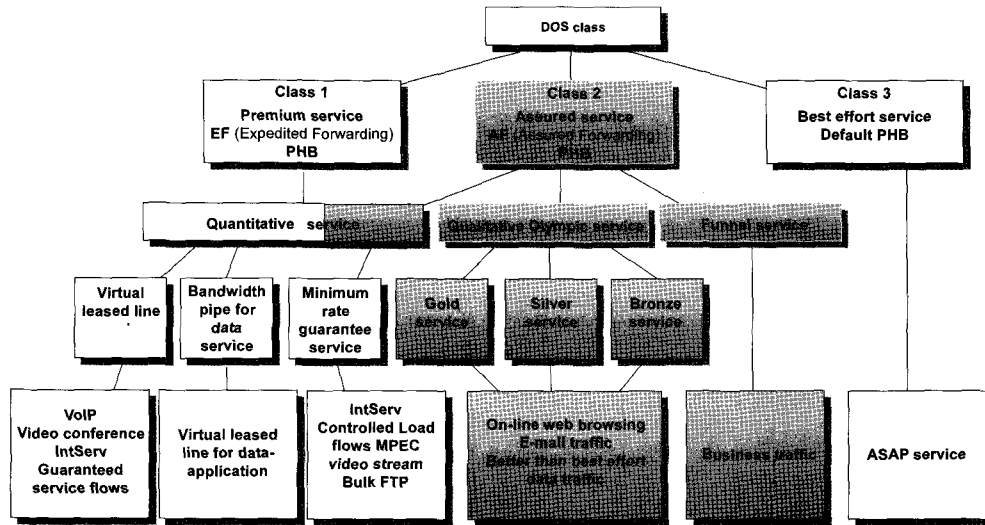 DOS class
Class 1
Premium service
EF (Expedited Forwarding)
PHB
Class 2
Assured service
AF (Assured Forwarding)
PHB
Class 3
Best effort service
Default PHB
Quantitative service
Qualitative Olympic service
Funnel service
Virtual
leased line
Bandwidth
pipe for
data
service
Minimum
rate
guarantee
service
Gold
service
Silver
service
Bronze
service
VoIP
Video conference
IntServ
Guaranteed
service flows
Virtual leased
line for data-
application
IntServ
Controlled Load
flows MPEC
video stream
Bulk FTP
On-line web browsing
E-mail traffic
Better than best effort
data traffic
Business traffic
ASAP service